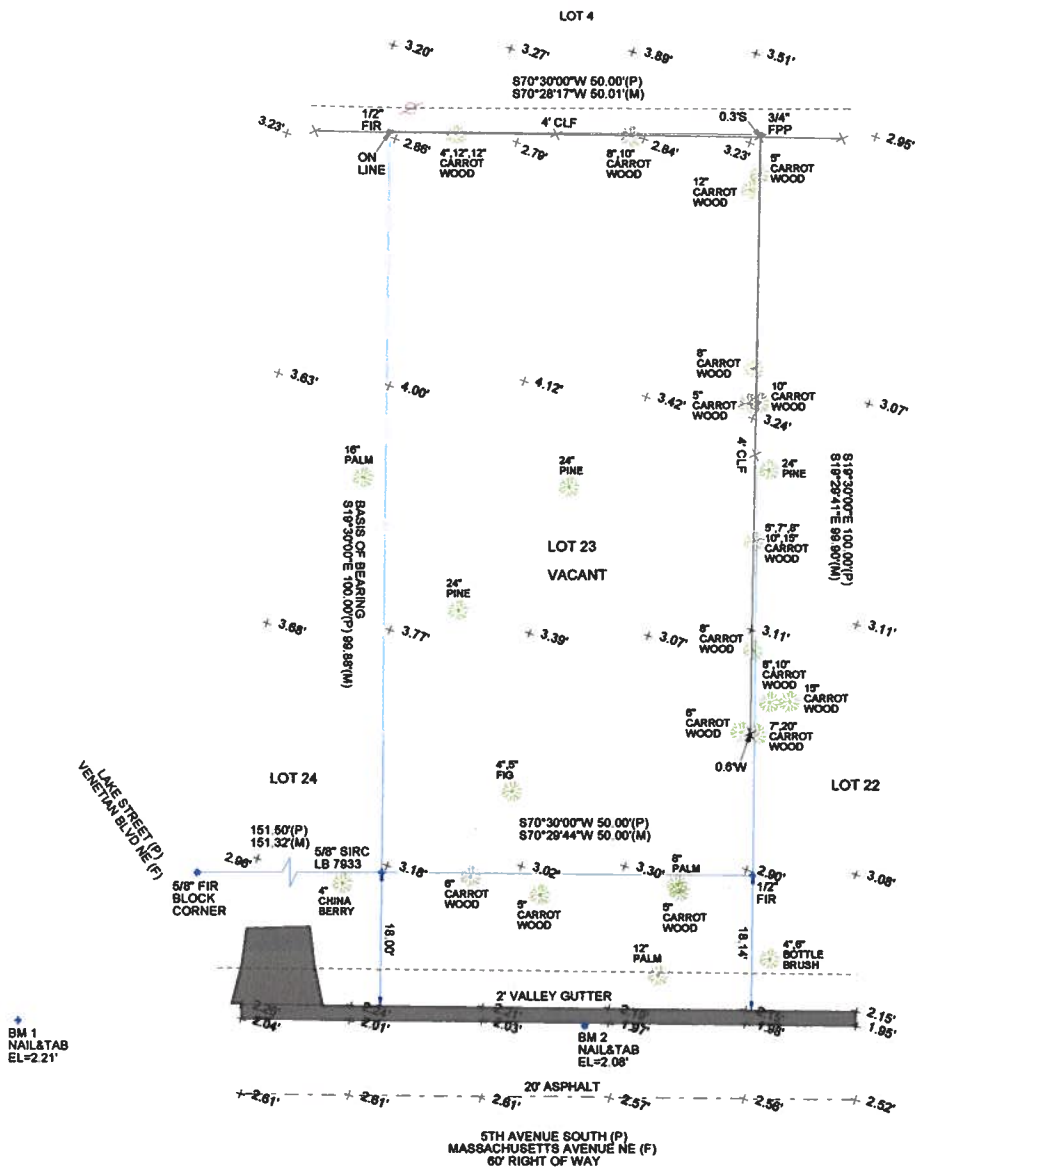 LOT 4
3.20'
3.27'
3.89'
3.51'
S70°30'00"W 50.00'(P)
S70°28'17"W 50.01'(M)
1/2"
FIR
4' CLF
0.3'S
3/4"
FPP
3.23'
2.95'
ON
LINE
2.86'
4",12",12"
CARROT
WOOD
2.79'
8",10"
CARROT
WOOD
2.84'
3.23'
5"
CARROT
WOOD
12"
CARROT
WOOD
8"
CARROT
WOOD
3.63'
4.00'
4.12'
3.42'
5"
CARROT
WOOD
10"
CARROT
WOOD
3.24'
3.07'
4' CLF
16"
PALM
24"
PINE
24"
PINE
S19°30'00"E 100.00'(P)
S19°29'41"E 99.90'(M)
BASIS OF BEARING
S19°30'00"E 100.00'(P) 99.88'(M)
5",7",8"
10",15"
CARROT
WOOD
LOT 23
VACANT
24"
PINE
3.68'
3.77'
3.39'
3.07'
8"
CARROT
WOOD
3.11'
3.11'
8",10"
CARROT
WOOD
15"
CARROT
WOOD
6"
CARROT
WOOD
7",20"
CARROT
WOOD
0.6'W
LOT 24
4",5"
FIG
LOT 22
LAKE STREET (P)
VENETIAN BLVD NE (F)
S70°30'00"W 50.00'(P)
S70°29'44"W 50.00'(M)
151.50'(P)
151.32'(M)
2.96'
5/8" SIRC
LB 7933
3.18'
3.02'
3.30'
8"
PALM
2.90'
3.08'
5/8" FIR
BLOCK
CORNER
4"
CHINA
BERRY
6"
CARROT
WOOD
5"
CARROT
WOOD
5"
CARROT
WOOD
1/2"
FIR
18.00'
18.14'
12"
PALM
4",6"
BOTTLE
BRUSH
2' VALLEY GUTTER
2.15'
2.15'
2.04'
2.01'
2.03'
1.97'
1.98'
1.95'
BM 1
NAIL&TAB
EL=2.21'
BM 2
NAIL&TAB
EL=2.08'
20' ASPHALT
2.61'
2.61'
2.61'
2.57'
2.56'
2.52'
5TH AVENUE SOUTH (P)
MASSACHUSETTS AVENUE NE (F)
60' RIGHT OF WAY